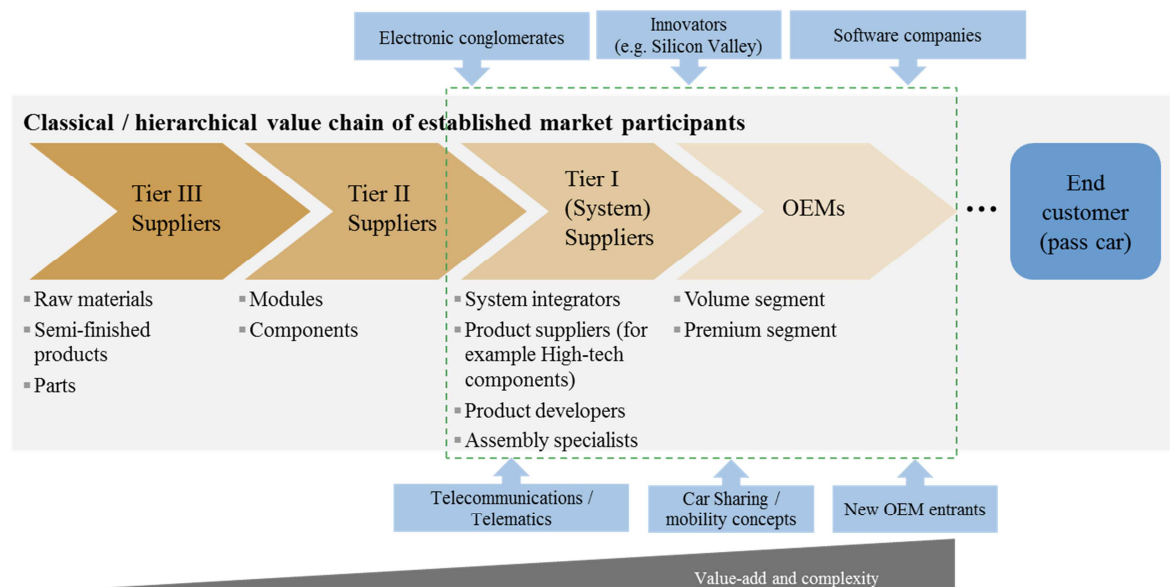 Electronic conglomerates
Innovators
(e.g. Silicon Valley)
Software companies
Classical / hierarchical value chain of established market participants
Tier III
Suppliers
Tier II
Suppliers
Tier I
(System)
Suppliers
OEMs
...
End
customer
(pass car)
▪ Raw materials
▪ Semi-finished
products
▪ Parts
▪ Modules
▪ Components
▪ System integrators
▪ Product suppliers (for
example High-tech
components)
▪ Product developers
▪ Assembly specialists
▪ Volume segment
▪ Premium segment
Telecommunications /
Telematics
Car Sharing /
mobility concepts
New OEM entrants
Value-add and complexity